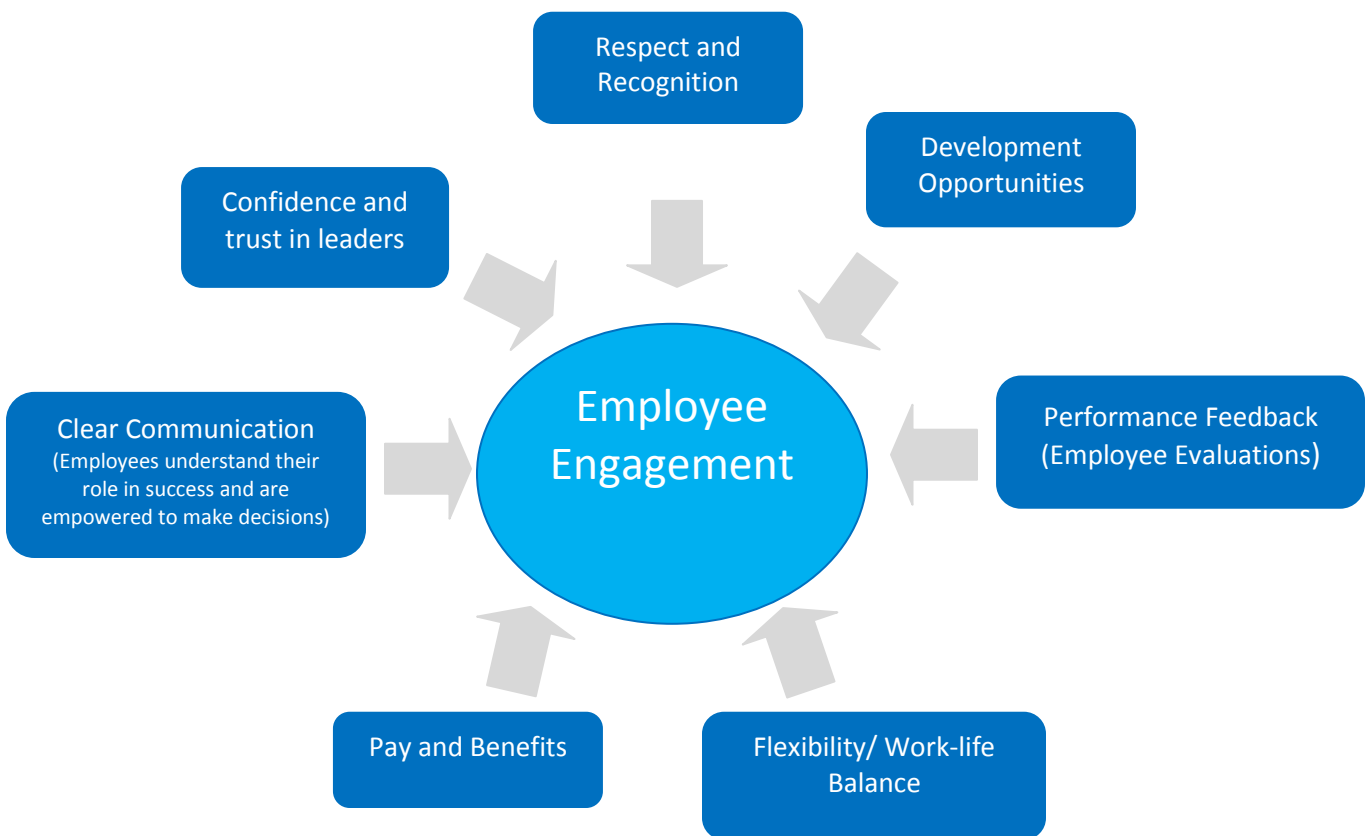 Respect and
Recognition
Development
Opportunities
Confidence and
trust in leaders
Employee
Engagement
Performance Feedback
(Employee Evaluations)
Clear Communication
(Employees understand their
role in success and are
empowered to make decisions)
Pay and Benefits
Flexibility/ Work-life
Balance